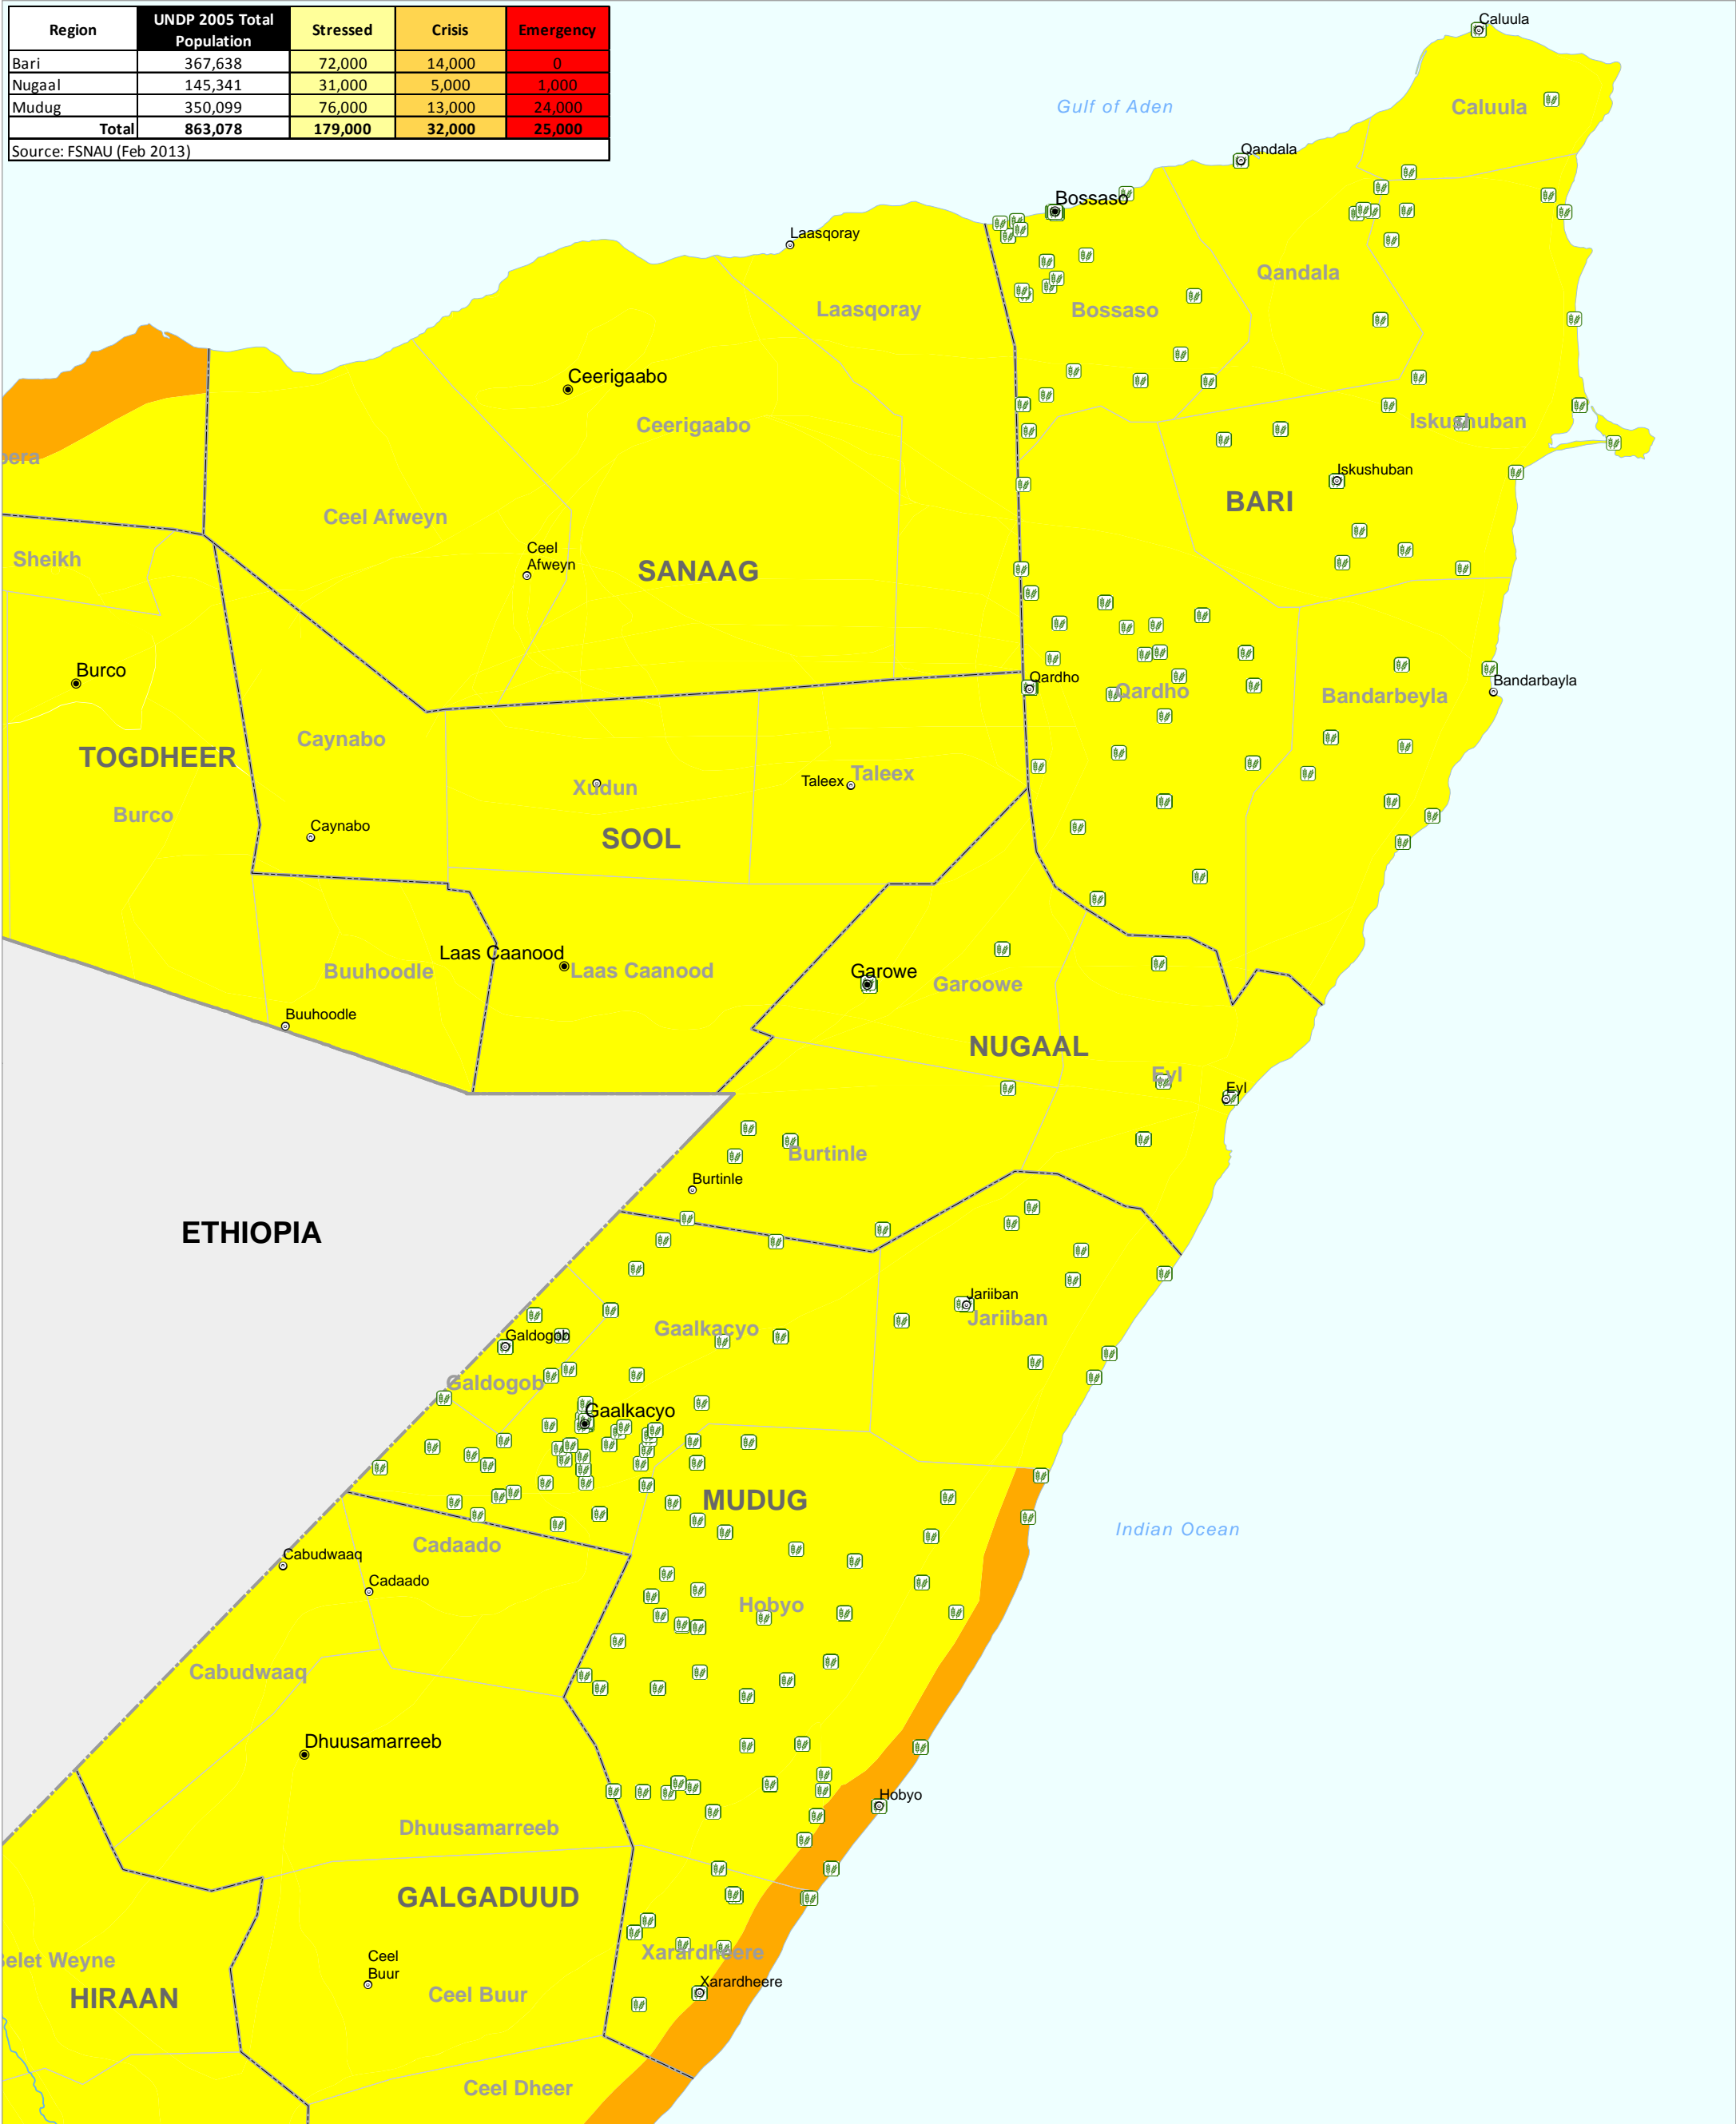 Region UNDP 2005 Total Population Stressed Crisis Emergency
Bari 367,638 72,000 14,000 0
Nugaal 145,341 31,000 5,000 1,000
Mudug 350,099 76,000 13,000 24,000
Total 863,078 179,000 32,000 25,000
Source: FSNAU (Feb 2013)
Caluula
Gulf of Aden
Caluula
Qandala
Bossaso
Laasqoray
Qandala
Laasqoray
Bossaso
Ceerigaabo
Ceerigaabo
Iskushuban
bera
Iskushuban
BARI
Ceel Afweyn
Ceel
Afweyn
Sheikh
SANAAG
Burco
Qardho
Bandarbayla
Qardho
Bandarbeyla
Caynabo
TOGDHEER
Taleex
Taleex
Xudun
Burco
Caynabo
SOOL
Laas Caanood
Laas Caanood
Buuhoodle
Garowe
Garoowe
Buuhoodle
NUGAAL
Eyl
Eyl
Burtinle
Burtinle
ETHIOPIA
Jariiban
Jariiban
Gaalkacyo
Galdogob
Galdogob
Gaalkacyo
MUDUG
Indian Ocean
Cadaado
Cabudwaaq
Cadaado
Hobyo
Cabudwaaq
Dhuusamarreeb
Hobyo
Dhuusamarreeb
GALGADUUD
Xarardheere
Belet Weyne
Ceel
Buur
Xarardheere
Ceel Buur
HIRAAN
Ceel Dheer